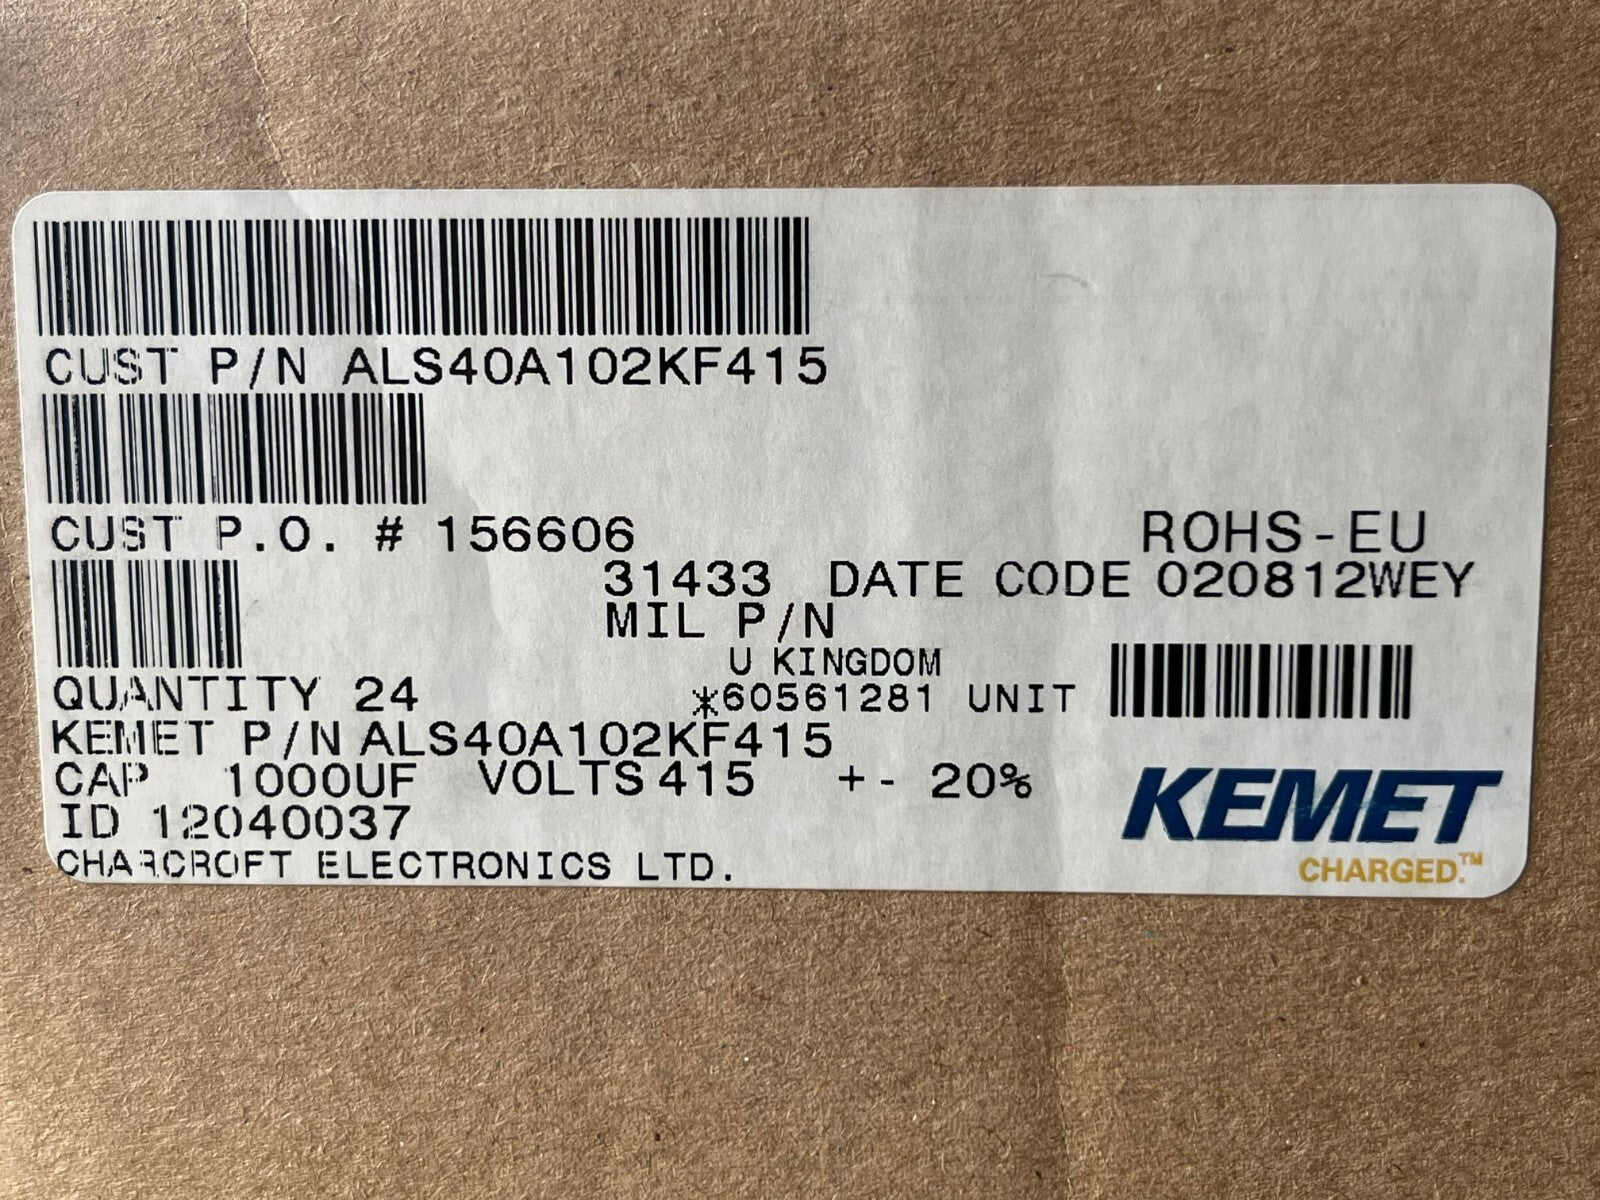 CUST P/N ALS40A102KF415
CUST P.O. # 156606
ROHS-EU
31433 DATE CODE 020812WEY
MIL P/N
U KINGDOM
QUANTITY 24
*60561281 UNIT
KEMET P/N ALS40A102KF415
CAP 1000UF VOLTS 415 +- 20%
ID 12040037
CHARCROFT ELECTRONICS LTD.
KEMET
CHARGED.™